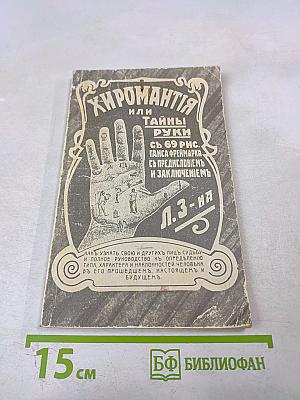 ХИРОМАНТІЯ
ИЛИ
ТАЙНЫ
РУКИ
СЪ 69 РИС.
ГАНСА ФРЕЙМАРКА
СЪ ПРЕДИСЛОВІЕМЪ
И ЗАКЛЮЧЕНІЕМЪ
Л. З-НА
КАКЪ УЗНАТЬ СВОЮ И ДРУГИХЪ ЛИЦЪ СУДЬБУ
И ПОЛНОЕ РУКОВОДСТВО КЪ ОПРЕДѢЛЕНІЮ
ТИПА, ХАРАКТЕРА И НАКЛОННОСТЕЙ ЧЕЛОВѢКА
ВЪ ЕГО ПРОШЕДШЕМЪ, НАСТОЯЩЕМЪ И
БУДУЩЕМЪ.
15 см
БФ БИБЛИОФАН